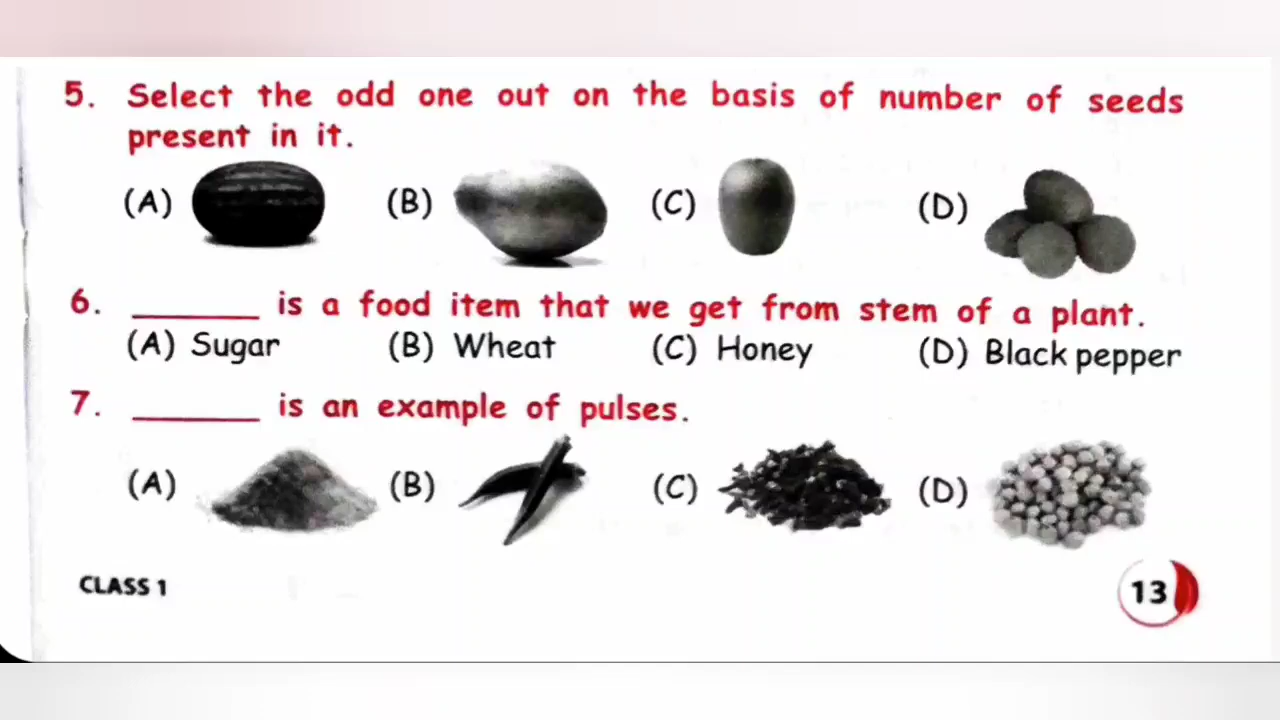 5. Select the odd one out on the basis of number of seeds
present in it.
(A) (B) (C) (D)
6. _______ is a food item that we get from stem of a plant.
(A) Sugar (B) Wheat (C) Honey (D) Black pepper
7. _______ is an example of pulses.
(A) (B) (C) (D)
CLASS 1 13